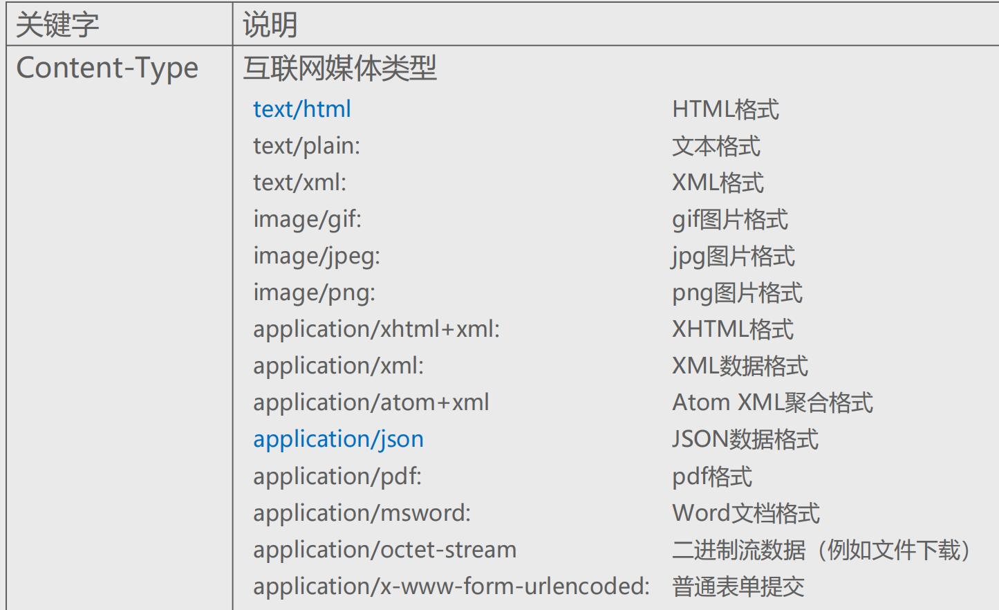 关键字 说明
Content-Type 互联网媒体类型
text/html HTML格式
text/plain: 文本格式
text/xml: XML格式
image/gif: gif图片格式
image/jpeg: jpg图片格式
image/png: png图片格式
application/xhtml+xml: XHTML格式
application/xml: XML数据格式
application/atom+xml Atom XML聚合格式
application/json JSON数据格式
application/pdf: pdf格式
application/msword: Word文档格式
application/octet-stream 二进制流数据（例如文件下载）
application/x-www-form-urlencoded: 普通表单提交